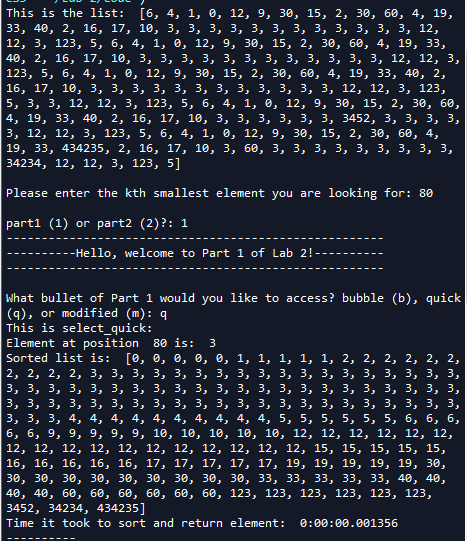 This is the list:  [6, 4, 1, 0, 12, 9, 30, 15, 2, 30, 60, 4, 19,
33, 40, 2, 16, 17, 10, 3, 3, 3, 3, 3, 3, 3, 3, 3, 3, 3, 3, 12,
12, 3, 123, 5, 6, 4, 1, 0, 12, 9, 30, 15, 2, 30, 60, 4, 19, 33,
40, 2, 16, 17, 10, 3, 3, 3, 3, 3, 3, 3, 3, 3, 3, 3, 12, 12, 3,
123, 5, 6, 4, 1, 0, 12, 9, 30, 15, 2, 30, 60, 4, 19, 33, 40, 2,
16, 17, 10, 3, 3, 3, 3, 3, 3, 3, 3, 3, 3, 3, 3, 12, 12, 3, 123,
5, 3, 3, 12, 12, 3, 123, 5, 6, 4, 1, 0, 12, 9, 30, 15, 2, 30, 60,
4, 19, 33, 40, 2, 16, 17, 10, 3, 3, 3, 3, 3, 3, 3452, 3, 3, 3, 3,
3, 12, 12, 3, 123, 5, 6, 4, 1, 0, 12, 9, 30, 15, 2, 30, 60, 4,
19, 33, 434235, 2, 16, 17, 10, 3, 60, 3, 3, 3, 3, 3, 3, 3, 3, 3,
34234, 12, 12, 3, 123, 5]
Please enter the kth smallest element you are looking for: 80
part1 (1) or part2 (2)?: 1
------------------------------------------------------
----------Hello, welcome to Part 1 of Lab 2!----------
------------------------------------------------------
What bullet of Part 1 would you like to access? bubble (b), quick
(q), or modified (m): q
This is select_quick:
Element at position  80 is:  3
Sorted list is:  [0, 0, 0, 0, 0, 1, 1, 1, 1, 1, 2, 2, 2, 2, 2, 2,
2, 2, 2, 2, 3, 3, 3, 3, 3, 3, 3, 3, 3, 3, 3, 3, 3, 3, 3, 3, 3, 3,
3, 3, 3, 3, 3, 3, 3, 3, 3, 3, 3, 3, 3, 3, 3, 3, 3, 3, 3, 3, 3, 3,
3, 3, 3, 3, 3, 3, 3, 3, 3, 3, 3, 3, 3, 3, 3, 3, 3, 3, 3, 3, 3, 3,
3, 3, 3, 4, 4, 4, 4, 4, 4, 4, 4, 4, 4, 5, 5, 5, 5, 5, 5, 6, 6, 6,
6, 6, 9, 9, 9, 9, 9, 10, 10, 10, 10, 10, 12, 12, 12, 12, 12, 12,
12, 12, 12, 12, 12, 12, 12, 12, 12, 12, 12, 15, 15, 15, 15, 15,
16, 16, 16, 16, 16, 17, 17, 17, 17, 17, 19, 19, 19, 19, 19, 30,
30, 30, 30, 30, 30, 30, 30, 30, 33, 33, 33, 33, 33, 40, 40,
40, 40, 60, 60, 60, 60, 60, 60, 123, 123, 123, 123, 123, 123,
3452, 34234, 434235]
Time it took to sort and return element:  0:00:00.001356
----------